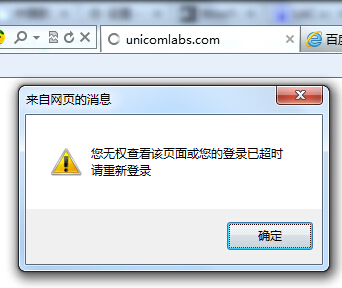 unicomlabs.com
百度
来自网页的消息
您无权查看该页面或您的登录已超时
请重新登录
确定